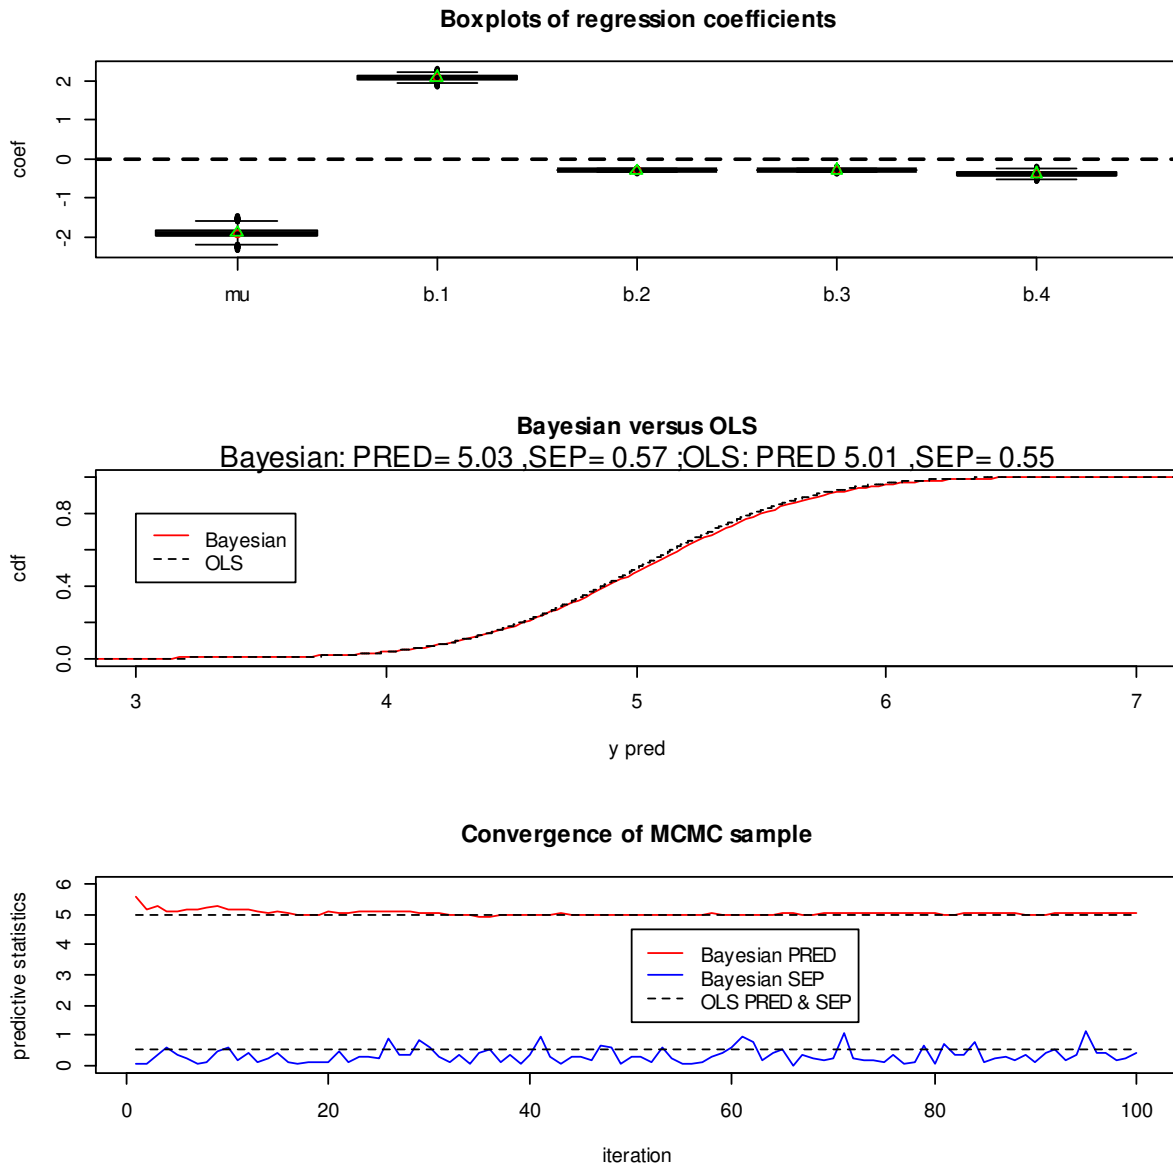 Boxplots of regression coefficients
coef
2
1
0
-1
-2
mu b.1 b.2 b.3 b.4
Bayesian versus OLS
Bayesian: PRED= 5.03 ,SEP= 0.57 ;OLS: PRED 5.01 ,SEP= 0.55
cdf
0.8
0.4
0.0
Bayesian
OLS
3 4 5 6 7
y pred
Convergence of MCMC sample
predictive statistics
6
5
4
3
2
1
0
Bayesian PRED
Bayesian SEP
OLS PRED & SEP
0 20 40 60 80 100
iteration